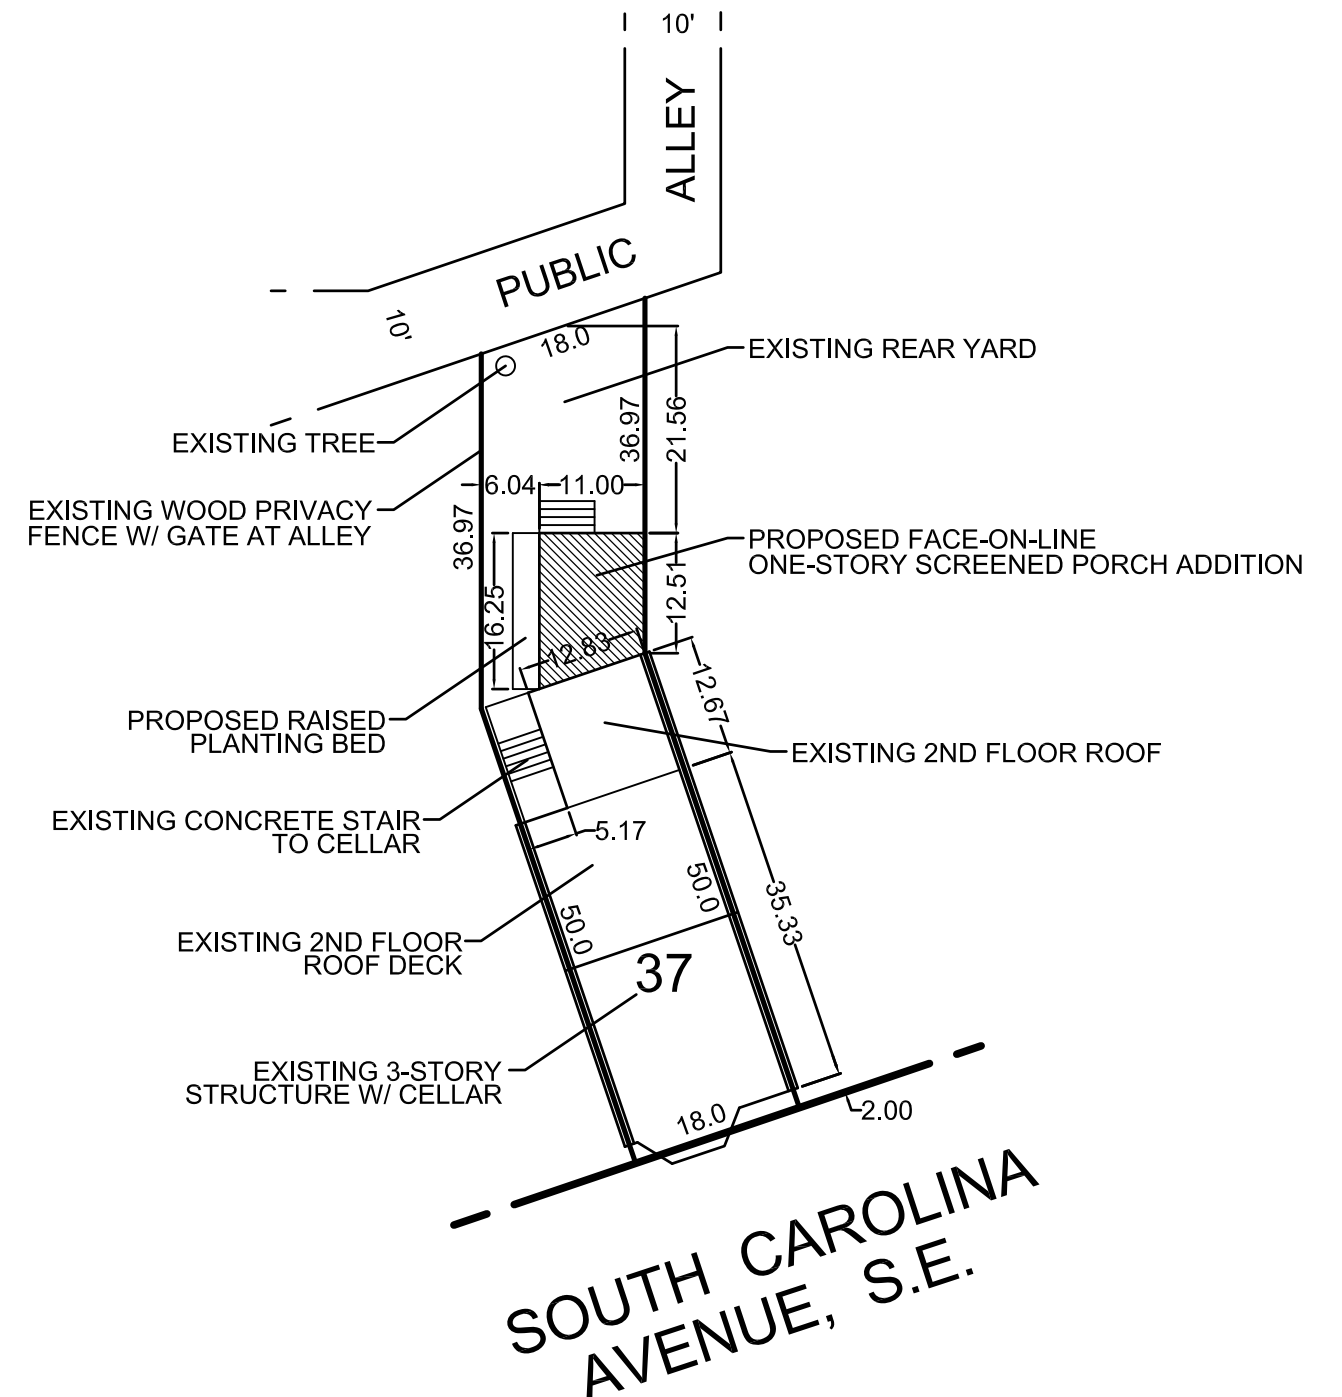 10'
ALLEY
PUBLIC
10'
18.0
EXISTING REAR YARD
36.97
21.56
EXISTING TREE
6.04
11.00
EXISTING WOOD PRIVACY
FENCE W/ GATE AT ALLEY
36.97
PROPOSED FACE-ON-LINE
ONE-STORY SCREENED PORCH ADDITION
12.51
16.25
12.83
12.67
PROPOSED RAISED
PLANTING BED
EXISTING 2ND FLOOR ROOF
EXISTING CONCRETE STAIR
TO CELLAR
5.17
50.0
50.0
35.33
EXISTING 2ND FLOOR
ROOF DECK
37
EXISTING 3-STORY
STRUCTURE W/ CELLAR
18.0
2.00
SOUTH CAROLINA
AVENUE, S.E.